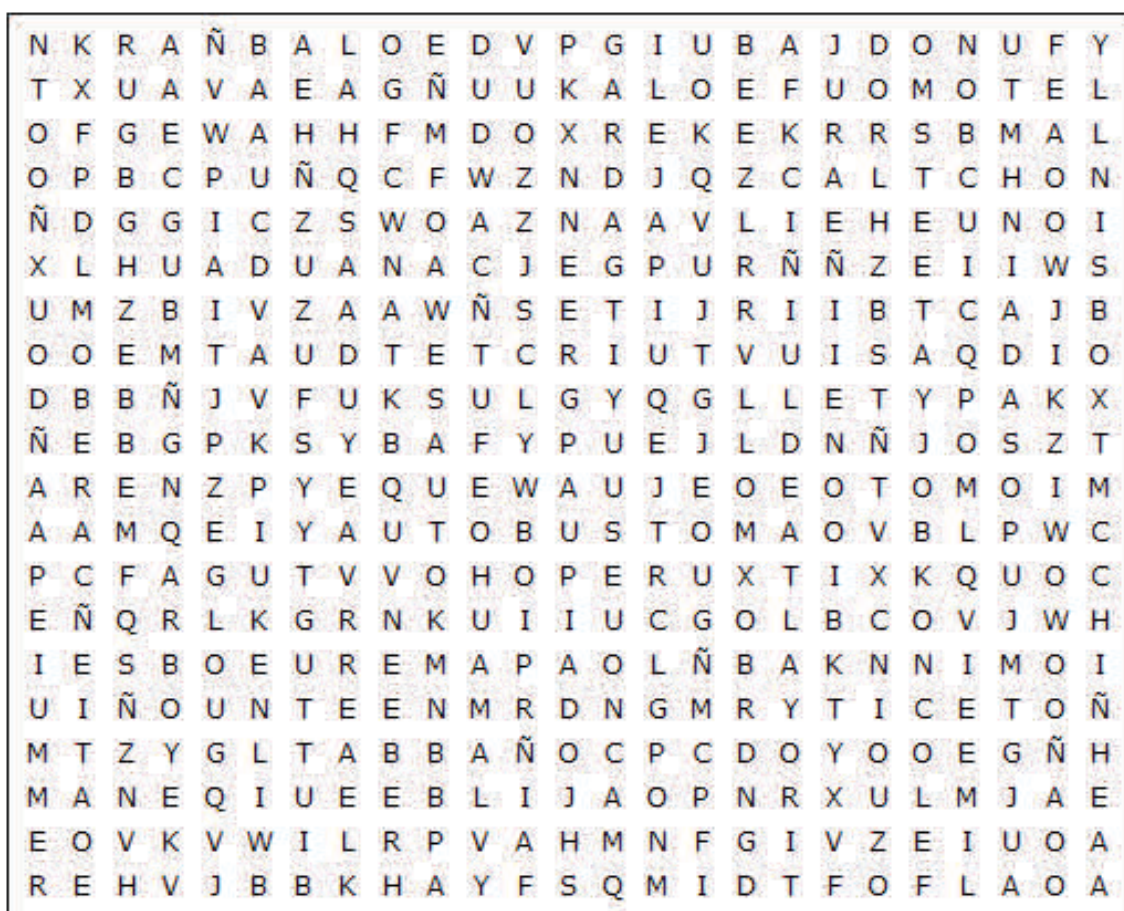 N K R A Ñ B A L O E D V P G I U B A J D O N U F Y
T X U A V A E A G Ñ U U K A L O E F U O M O T E L
O F G E W A H H F M D O X R E K E K R R S B M A L
O P B C P U Ñ Q C F W Z N D J Q Z C A L T C H O N
Ñ D G G I C Z S W O A Z N A A V L I E H E U N O I
X L H U A D U A N A C J E G P U R Ñ Ñ Z E I I W S
U M Z B I V Z A A W Ñ S E T I J R I I B T C A J B
O O E M T A U D T E T C R I U T V U I S A Q D I O
D B B Ñ J V F U K S U L G Y Q G L L E T Y P A K X
Ñ E B G P K S Y B A F Y P U E J L D N Ñ J O S Z T
A R E N Z P Y E Q U E W A U J E O E O T O M O I M
A A M Q E I Y A U T O B U S T O M A O V B L P W C
P C F A G U T V V O H O P E R U X T I X K Q U O C
E Ñ Q R L K G R N K U I I U C G O L B C O V J W H
I E S B O E U R E M A P A O L Ñ B A K N N I M O I
U I Ñ O U N T E E N M R D N G M R Y T I C E T O Ñ
M T Z Y G L T A B B A Ñ O C P C D O Y O O E G Ñ H
M A N E Q I U E E B L I J A O P N R X U L M J A E
E O V K V W I L R P V A H M N F G I V Z E I U O A
R E H V J B B K H A Y F S Q M I D T F O F L A O A